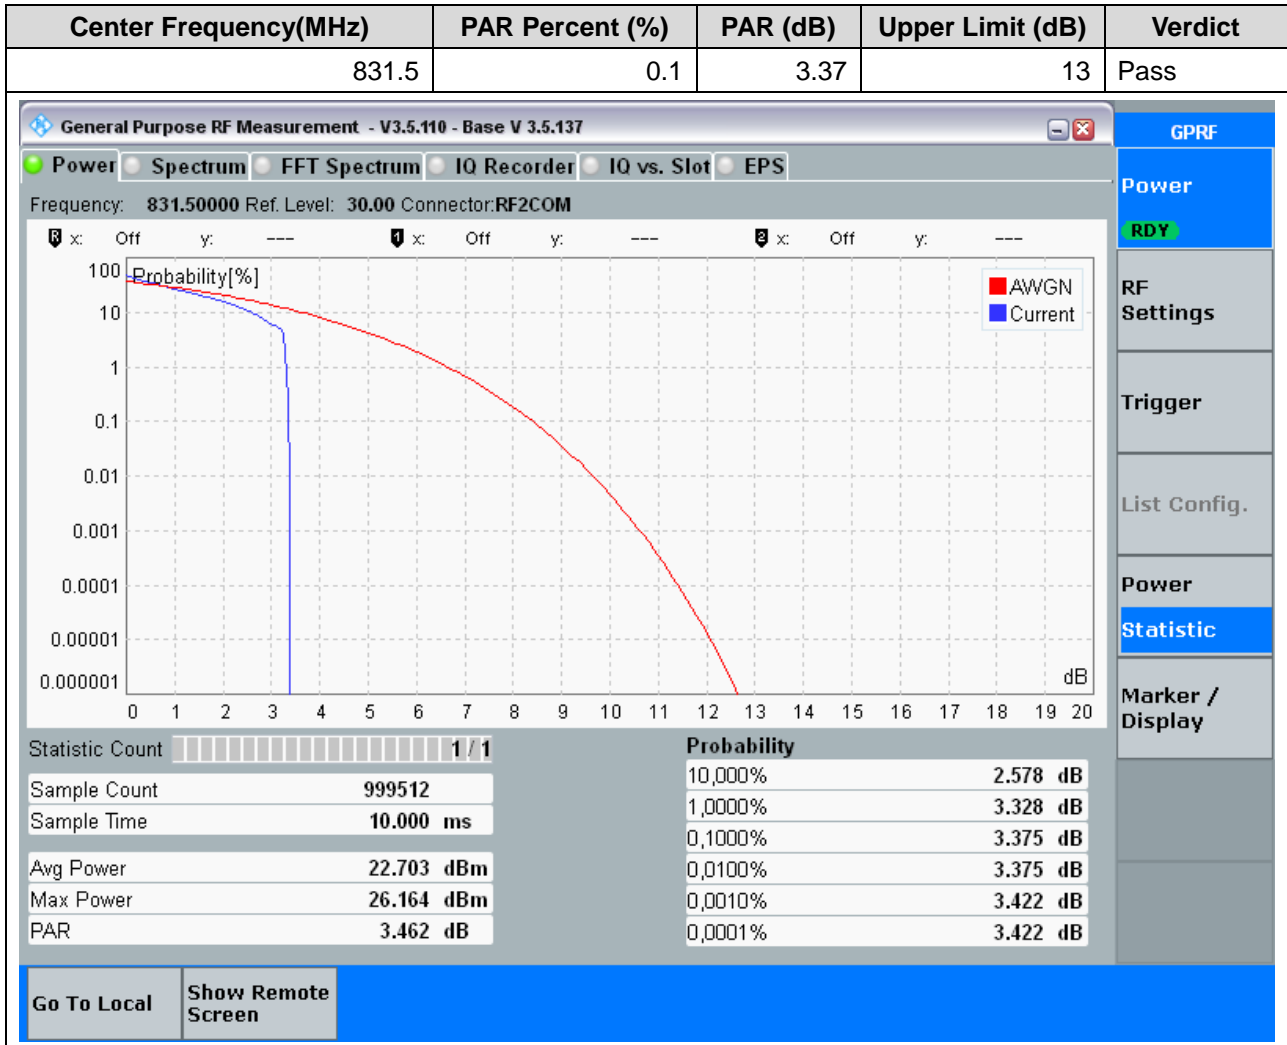 Center Frequency(MHz) PAR Percent (%) PAR (dB) Upper Limit (dB) Verdict
831.5 0.1 3.37 13 Pass
General Purpose RF Measurement - V3.5.110 - Base V 3.5.137
GPRF
Power Spectrum FFT Spectrum IQ Recorder IQ vs. Slot EPS
Power
RDY
Frequency: 831.50000 Ref. Level: 30.00 Connector:RF2COM
R x: Off y: --- 1 x: Off y: --- 2 x: Off y: ---
Probability[%]
AWGN
Current
100
10
1
0.1
0.01
0.001
0.0001
0.00001
0.000001
dB
0 1 2 3 4 5 6 7 8 9 10 11 12 13 14 15 16 17 18 19 20
RF
Settings
Trigger
List Config.
Power
Statistic
Marker /
Display
Statistic Count 1 / 1
Sample Count 999512
Sample Time 10.000 ms
Avg Power 22.703 dBm
Max Power 26.164 dBm
PAR 3.462 dB
Probability
10,000% 2.578 dB
1,0000% 3.328 dB
0,1000% 3.375 dB
0,0100% 3.375 dB
0,0010% 3.422 dB
0,0001% 3.422 dB
Go To Local
Show Remote
Screen